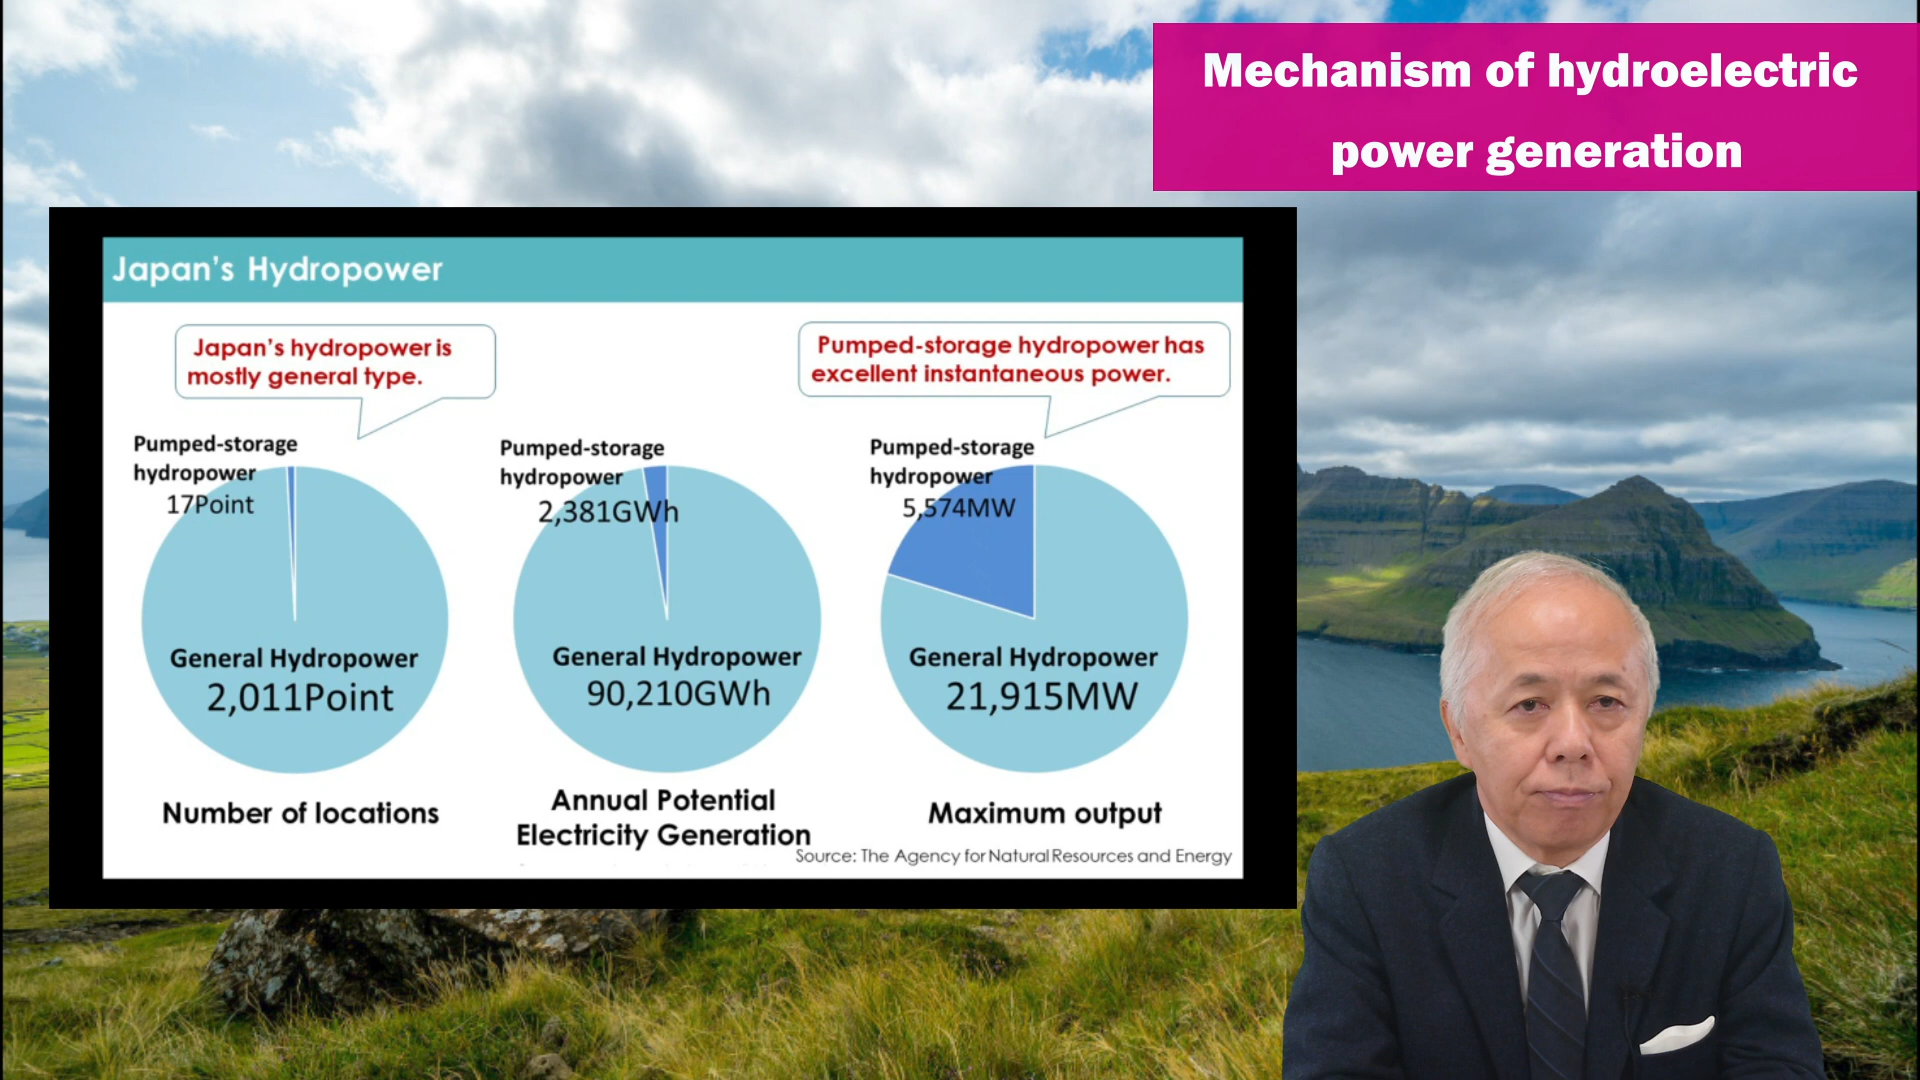 Mechanism of hydroelectric
power generation
Japan's Hydropower
Japan's hydropower is
mostly general type.
Pumped-storage hydropower has
excellent instantaneous power.
Pumped-storage
hydropower
17Point
General Hydropower
2,011Point
Number of locations
Pumped-storage
hydropower
2,381GWh
General Hydropower
90,210GWh
Annual Potential
Electricity Generation
Pumped-storage
hydropower
5,574MW
General Hydropower
21,915MW
Maximum output
Source: The Agency for Natural Resources and Energy